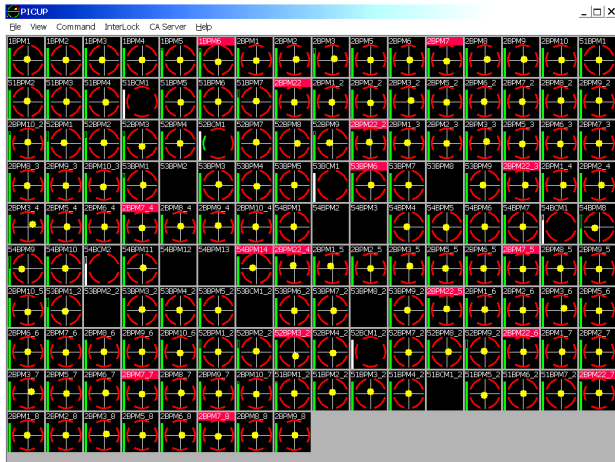 PICUP
File View Command InterLock CA Server Help
1BPM1 1BPM2 1BPM3 1BPM4 1BPM5 1BPM6 2BPM1 2BPM2 2BPM3 2BPM5 2BPM6 2BPM7 2BPM8 2BPM9 2BPM10 51BPM1
51BPM2 51BPM3 51BPM4 51BCM1 51BPM5 51BPM6 51BPM7 2BPM22 2BPM1_2 2BPM2_2 2BPM3_2 2BPM5_2 2BPM6_2 2BPM7_2 2BPM8_2 2BPM9_2
2BPM10_2 52BPM1 52BPM2 52BPM3 52BPM4 52BCM1 52BPM7 52BPM8 52BPM9 2BPM22_2 2BPM1_3 2BPM2_3 2BPM3_3 2BPM5_3 2BPM6_3 2BPM7_3
2BPM8_3 2BPM9_3 2BPM10_3 53BPM1 53BPM2 53BPM3 53BPM4 53BPM5 53BCM1 53BPM6 53BPM7 53BPM8 53BPM9 2BPM22_3 2BPM1_4 2BPM2_4
2BPM3_4 2BPM5_4 2BPM6_4 2BPM7_4 2BPM8_4 2BPM9_4 2BPM10_4 54BPM1 54BPM2 54BPM3 54BPM4 54BPM5 54BPM6 54BPM7 54BCM1 54BPM8
54BPM9 54BPM10 54BCM2 54BPM11 54BPM12 54BPM13 54BPM14 2BPM22_4 2BPM1_5 2BPM2_5 2BPM3_5 2BPM5_5 2BPM6_5 2BPM7_5 2BPM8_5 2BPM9_5
2BPM10_5 53BPM1_2 53BPM2_2 53BPM3_2 53BPM4_2 53BPM5_2 53BCM1_2 53BPM6_2 53BPM7_2 53BPM8_2 53BPM9_2 2BPM22_5 2BPM1_6 2BPM2_6 2BPM3_6 2BPM5_6
2BPM6_6 2BPM7_6 2BPM8_6 2BPM9_6 2BPM10_6 52BPM1_2 52BPM2_2 52BPM3_2 52BPM4_2 52BCM1_2 52BPM7_2 52BPM8_2 52BPM9_2 2BPM22_6 2BPM1_7 2BPM2_7
2BPM3_7 2BPM5_7 2BPM6_7 2BPM7_7 2BPM8_7 2BPM9_7 2BPM10_7 51BPM1_2 51BPM2_2 51BPM3_2 51BPM4_2 51BCM1_2 51BPM5_2 51BPM6_2 51BPM7_2 2BPM22_7
2BPM1_8 2BPM2_8 2BPM3_8 2BPM5_8 2BPM6_8 2BPM7_8 2BPM8_8 2BPM9_8